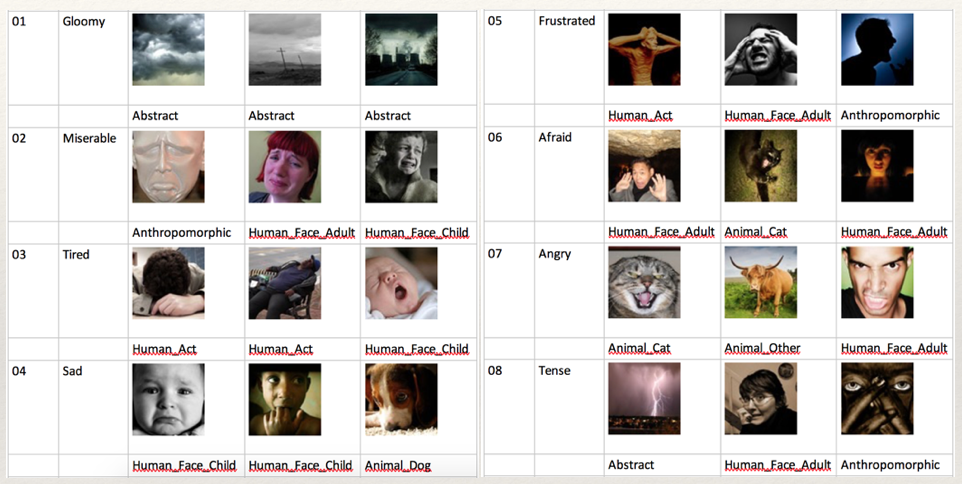 01 Gloomy
Abstract Abstract Abstract
02 Miserable
Anthropomorphic Human_Face_Adult Human_Face_Child
03 Tired
Human_Act Human_Act Human_Face_Child
04 Sad
Human_Face_Child Human_Face_Child Animal_Dog
05 Frustrated
Human_Act Human_Face_Adult Anthropomorphic
06 Afraid
Human_Face_Adult Animal_Cat Human_Face_Adult
07 Angry
Animal_Cat Animal_Other Human_Face_Adult
08 Tense
Abstract Human_Face_Adult Anthropomorphic